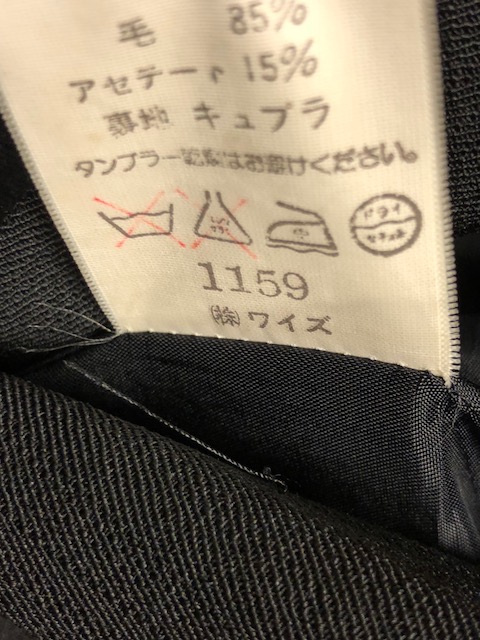 毛 85%
アセテート 15%
裏地 キュプラ
タンブラー乾燥はお避けください。
ドライ
セキユ系
1159
㈱ワイズ